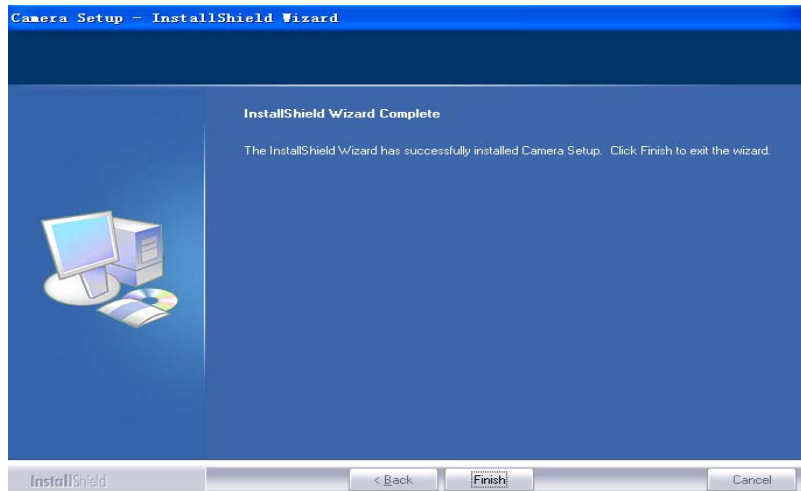 Camera Setup - InstallShield Wizard
InstallShield Wizard Complete
The InstallShield Wizard has successfully installed Camera Setup. Click Finish to exit the wizard.
InstallShield
< Back
Finish
Cancel